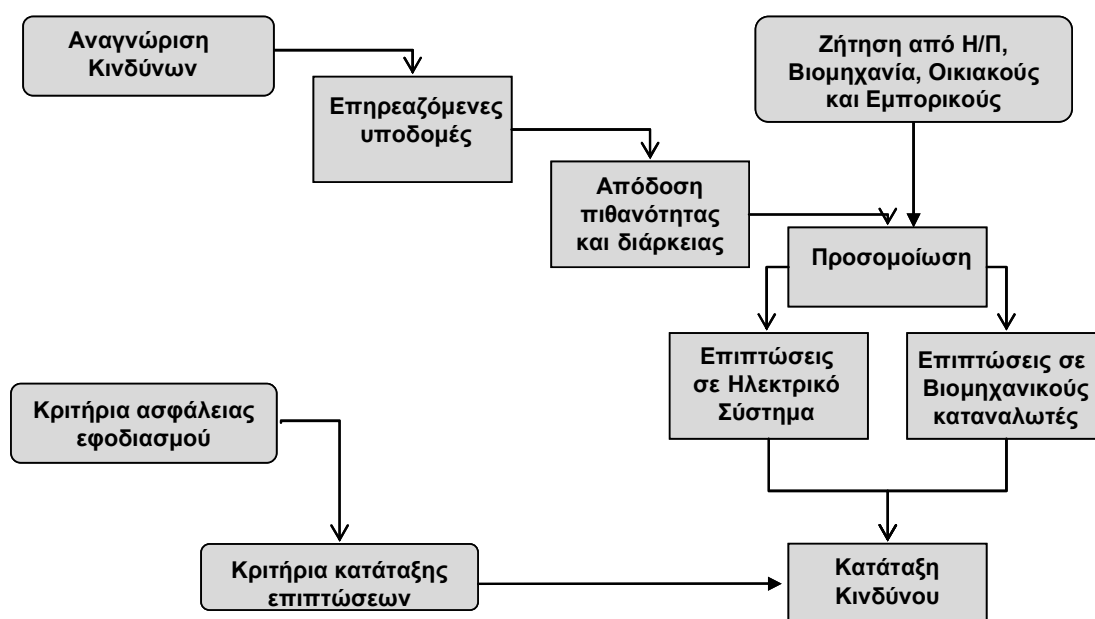 Αναγνώριση
Κινδύνων
Ζήτηση από Η/Π,
Βιομηχανία, Οικιακούς
και Εμπορικούς
Επηρεαζόμενες
υποδομές
Απόδοση
πιθανότητας
και διάρκειας
Προσομοίωση
Επιπτώσεις
σε Ηλεκτρικό
Σύστημα
Επιπτώσεις σε
Βιομηχανικούς
καταναλωτές
Κριτήρια ασφάλειας
εφοδιασμού
Κριτήρια κατάταξης
επιπτώσεων
Κατάταξη
Κινδύνου